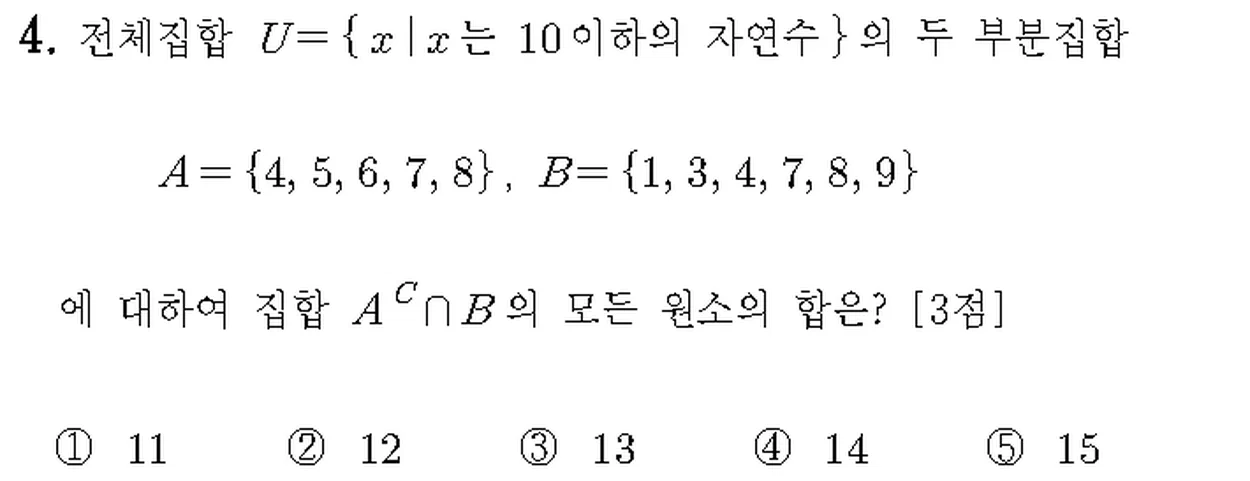 4. 전체집합 U={x|x는 10이하의 자연수}의 두 부분집합
A={4, 5, 6, 7, 8}, B={1, 3, 4, 7, 8, 9}
에 대하여 집합 A^C∩B의 모든 원소의 합은? [3점]
① 11 ② 12 ③ 13 ④ 14 ⑤ 15